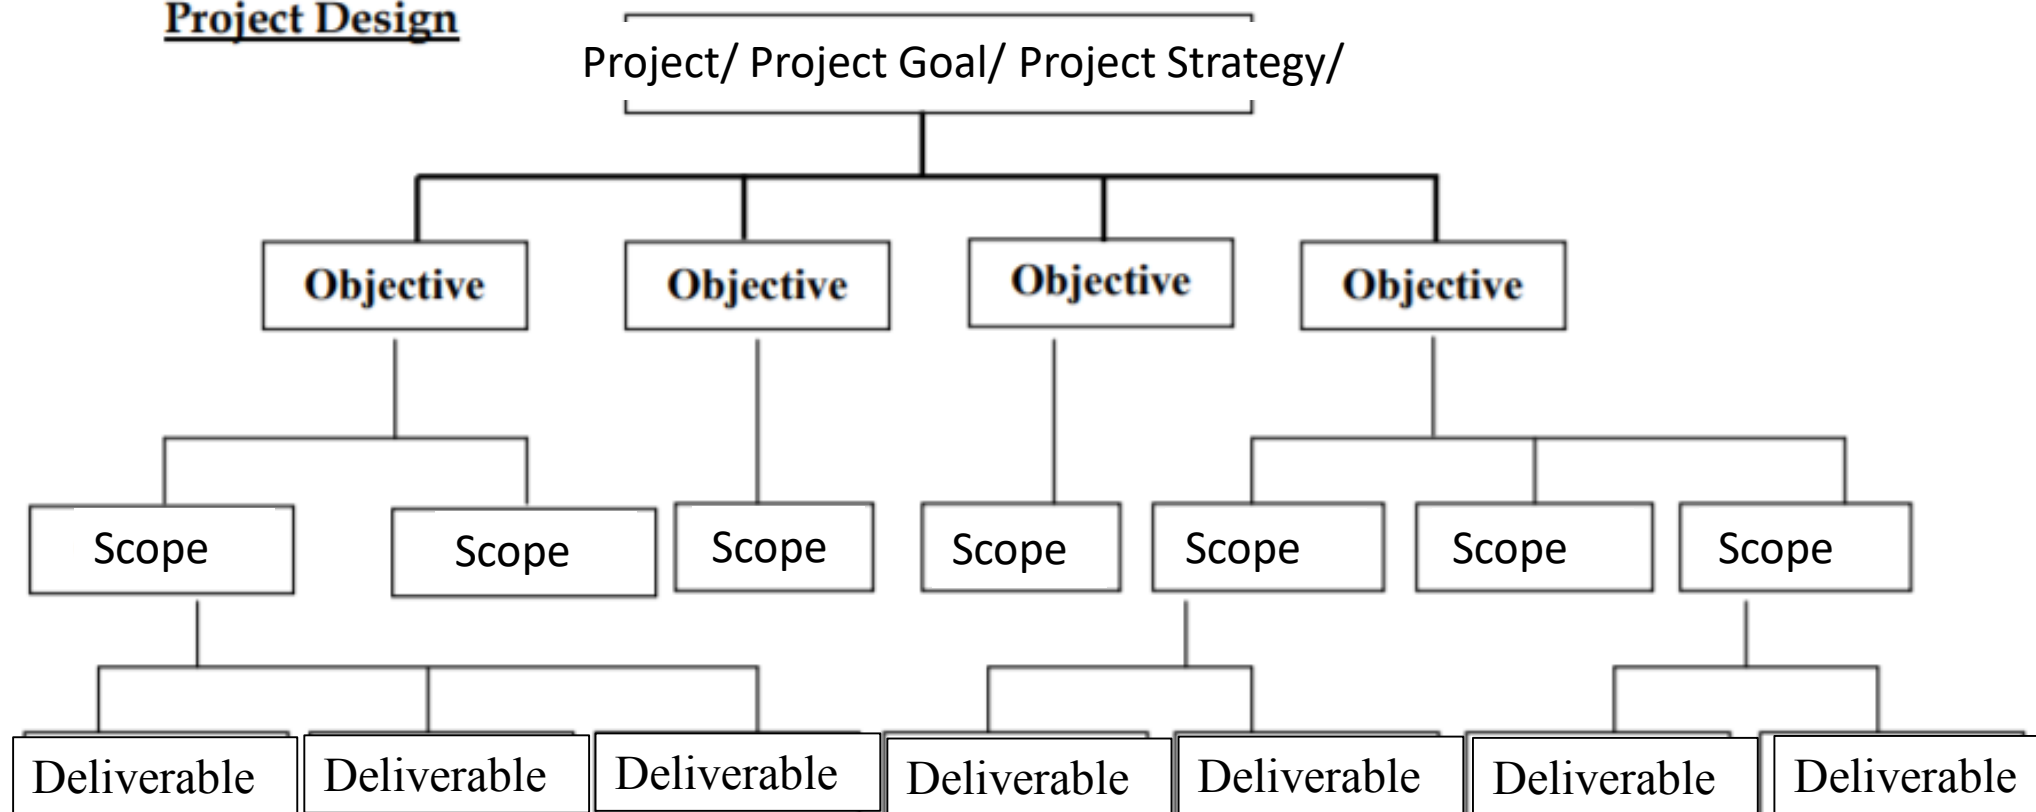 Project Design
Project/ Project Goal/ Project Strategy/
Objective
Objective
Objective
Objective
Scope
Scope
Scope
Scope
Scope
Scope
Scope
Deliverable
Deliverable
Deliverable
Deliverable
Deliverable
Deliverable
Deliverable